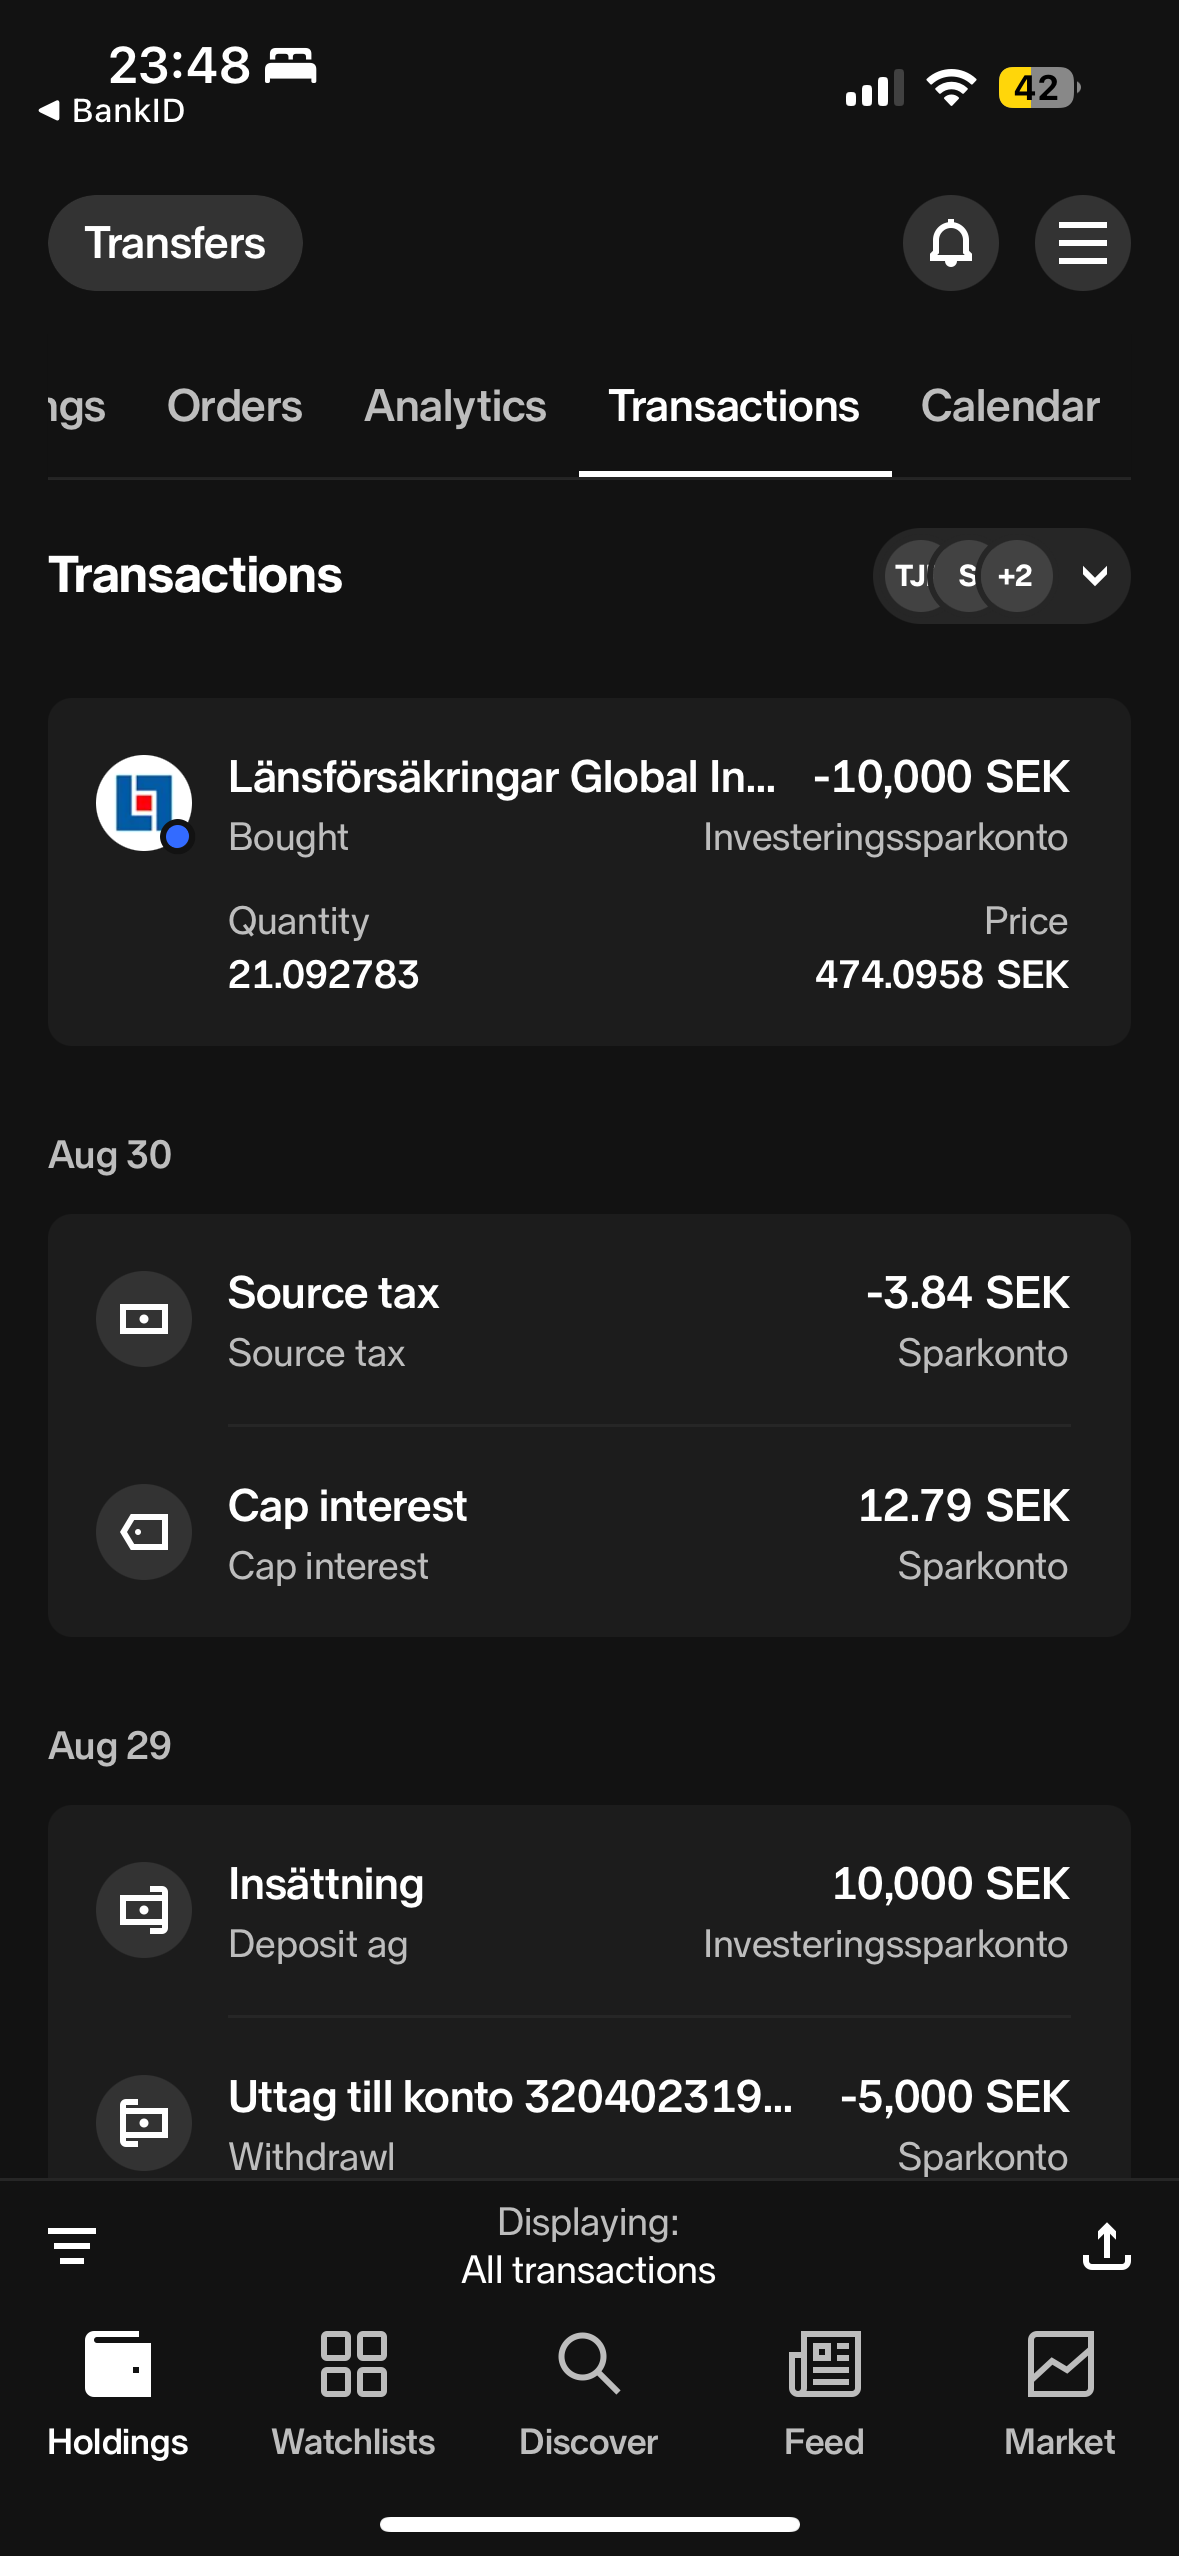 23:48
BankID
42
Transfers
ngs Orders Analytics Transactions Calendar
Transactions
S +2
Länsförsäkringar Global In... -10,000 SEK
Bought Investeringssparkonto
Quantity Price
21.092783 474.0958 SEK
Aug 30
Source tax -3.84 SEK
Source tax Sparkonto
Cap interest 12.79 SEK
Cap interest Sparkonto
Aug 29
Insättning 10,000 SEK
Deposit ag Investeringssparkonto
Uttag till konto 320402319... -5,000 SEK
Withdrawl Sparkonto
Displaying:
All transactions
Holdings Watchlists Discover Feed Market